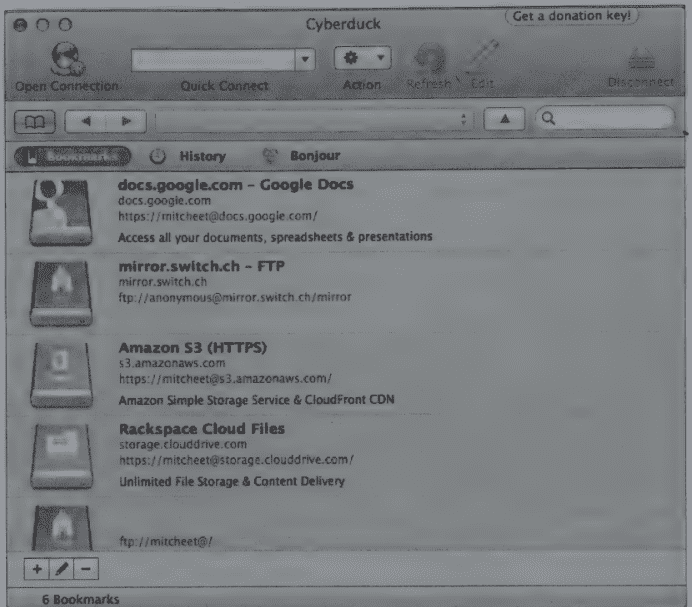 Cyberduck
Get a donation key!
Open Connection
Quick Connect
Action
Refresh
Edit
Disconnect
Bookmarks
History
Bonjour
docs.google.com – Google Docs
docs.google.com
https://mitcheet@docs.google.com/
Access all your documents, spreadsheets & presentations
mirror.switch.ch – FTP
mirror.switch.ch
ftp://anonymous@mirror.switch.ch/mirror
Amazon S3 (HTTPS)
s3.amazonaws.com
https://mitcheet@s3.amazonaws.com/
Amazon Simple Storage Service & CloudFront CDN
Rackspace Cloud Files
storage.clouddrive.com
https://mitcheet@storage.clouddrive.com/
Unlimited File Storage & Content Delivery
ftp://mitcheet@/
6 Bookmarks